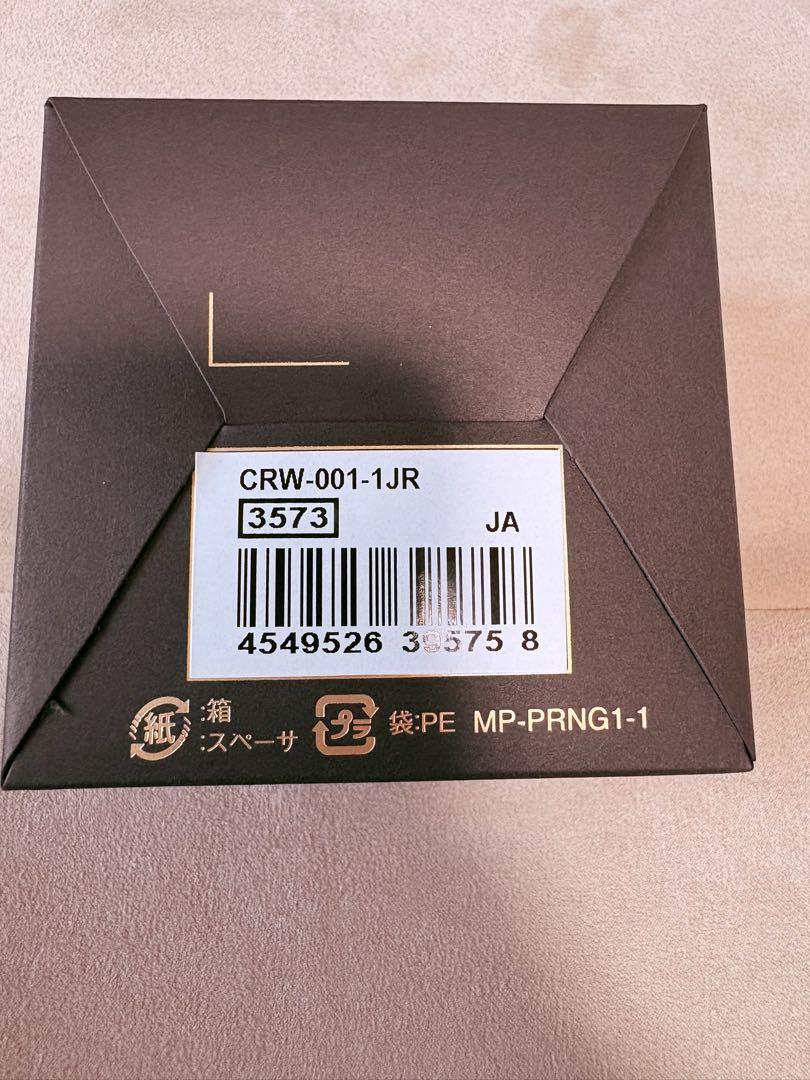 CRW-001-1JR
3573
JA
4549526 39575 8
紙 :箱
:スペーサ
プラ 袋:PE MP-PRNG1-1